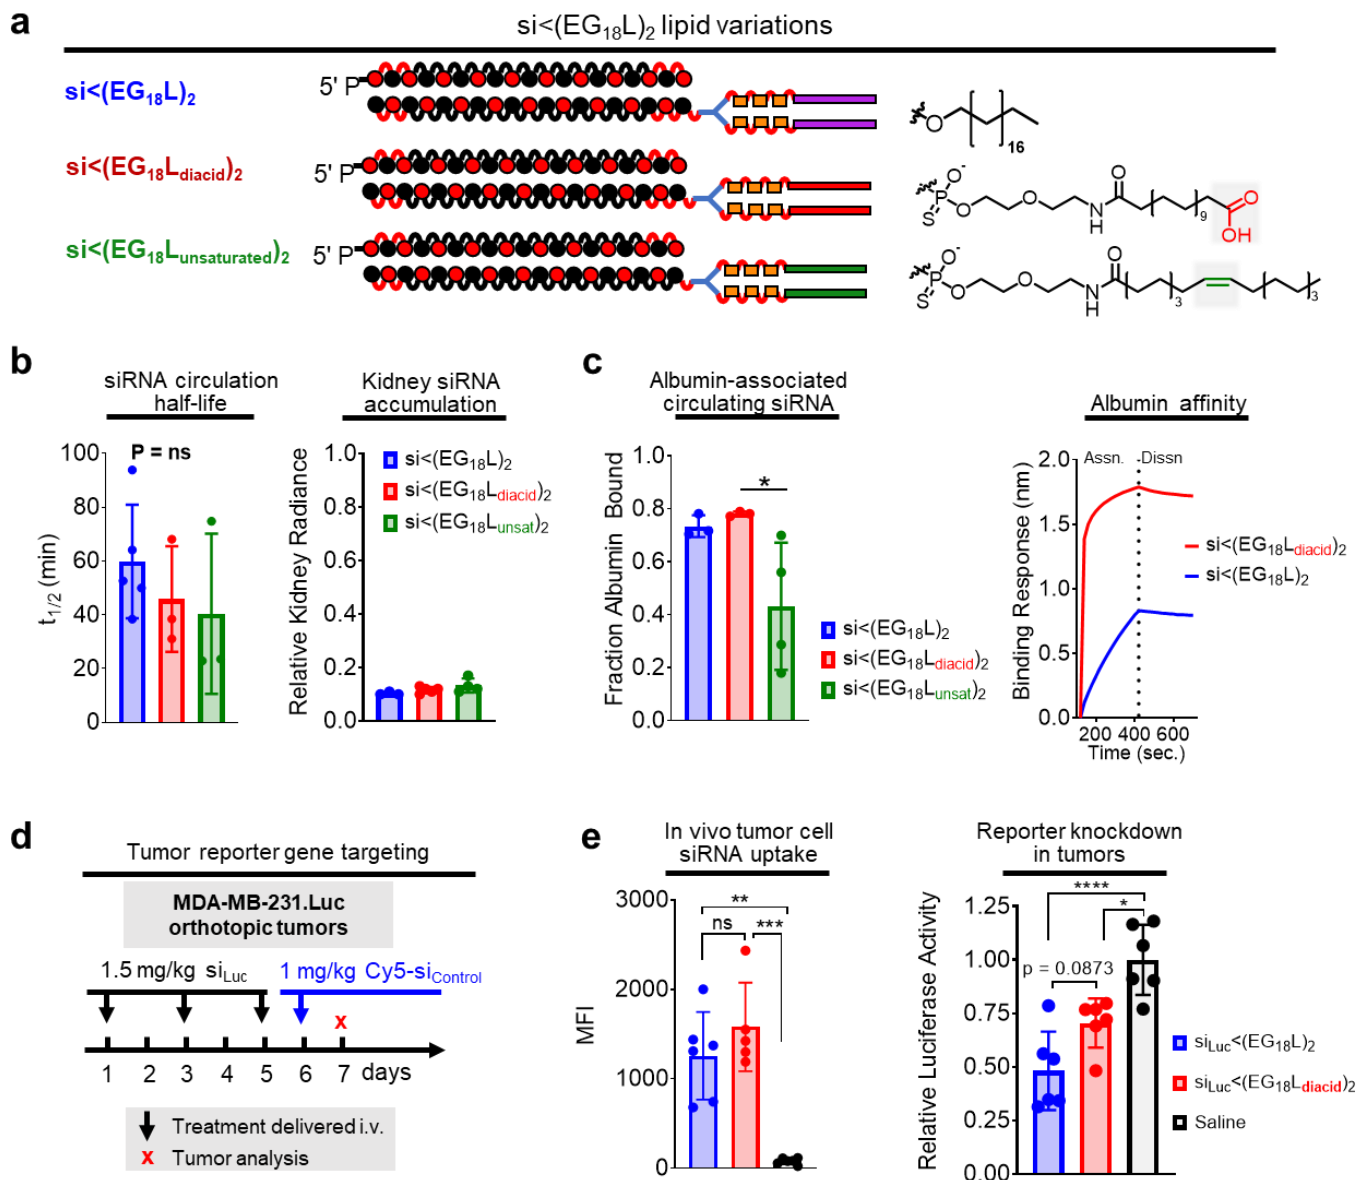 a
si<(EG18L)2 lipid variations
si<(EG18L)2
5' P
O
16
si<(EG18Ldiacid)2
5' P
O-
P
S
O
O
N
H
O
9
O
OH
si<(EG18Lunsaturated)2
5' P
O-
P
S
O
O
N
H
O
3
3
b
siRNA circulation
half-life
P = ns
t1/2 (min)
100
80
60
40
20
0
Kidney siRNA
accumulation
Relative Kidney Radiance
1.0
0.8
0.6
0.4
0.2
0.0
si<(EG18L)2
si<(EG18Ldiacid)2
si<(EG18Lunsat)2
c
Albumin-associated
circulating siRNA
Fraction Albumin Bound
1.0
0.8
0.6
0.4
0.2
0.0
*
si<(EG18L)2
si<(EG18Ldiacid)2
si<(EG18Lunsat)2
Albumin affinity
Binding Response (nm)
2.0
1.5
1.0
0.5
0.0
Assn.
Dissn
200 400 600
Time (sec.)
si<(EG18Ldiacid)2
si<(EG18L)2
d
Tumor reporter gene targeting
MDA-MB-231.Luc
orthotopic tumors
1.5 mg/kg siLuc
1 mg/kg Cy5-siControl
x
1 2 3 4 5 6 7 days
Treatment delivered i.v.
x Tumor analysis
e
In vivo tumor cell
siRNA uptake
MFI
3000
2000
1000
0
**
ns
***
Reporter knockdown
in tumors
Relative Luciferase Activity
1.25
1.00
0.75
0.50
0.25
0.00
****
*
p = 0.0873
siLuc<(EG18L)2
siLuc<(EG18Ldiacid)2
Saline